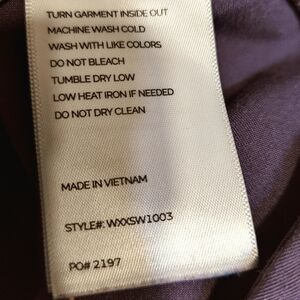 TURN GARMENT INSIDE OUT
MACHINE WASH COLD
WASH WITH LIKE COLORS
DO NOT BLEACH
TUMBLE DRY LOW
LOW HEAT IRON IF NEEDED
DO NOT DRY CLEAN
MADE IN VIETNAM
STYLE#: WXXSW1003
PO# 2197